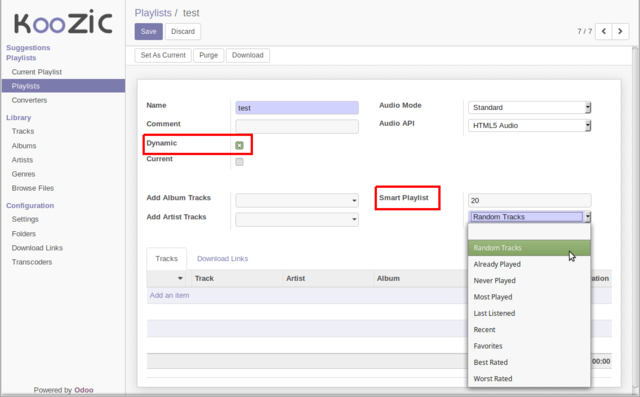 KooZic
Suggestions
Playlists
Current Playlist
Playlists
Converters
Library
Tracks
Albums
Artists
Genres
Browse Files
Configuration
Settings
Folders
Download Links
Transcoders
Powered by Odoo
Playlists / test
Save Discard
7 / 7
Set As Current Purge Download
Name test
Comment
Dynamic
Current
Audio Mode Standard
Audio API HTML5 Audio
Add Album Tracks
Add Artist Tracks
Smart Playlist 20
Random Tracks
Random Tracks
Already Played
Never Played
Most Played
Last Listened
Recent
Favorites
Best Rated
Worst Rated
Tracks Download Links
Track Artist Album ation
Add an item
00:00